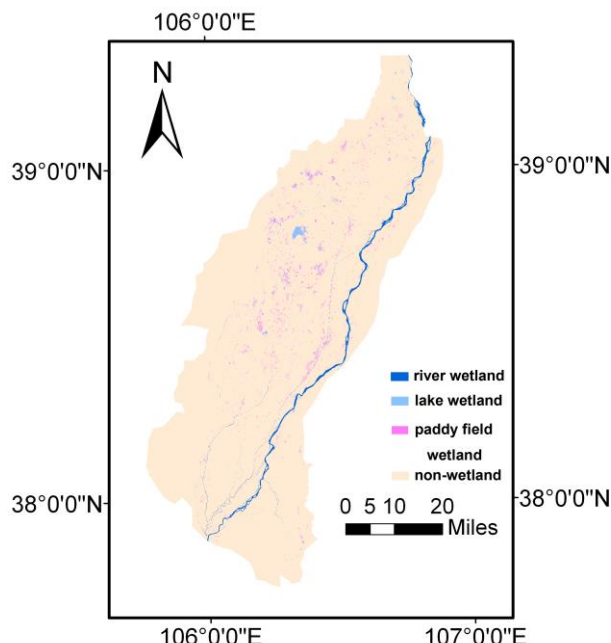 106°0'0"E
N
39°0'0"N
39°0'0"N
river wetland
lake wetland
paddy field
wetland
non-wetland
38°0'0"N
38°0'0"N
0 5 10 20
Miles
106°0'0"E
107°0'0"E